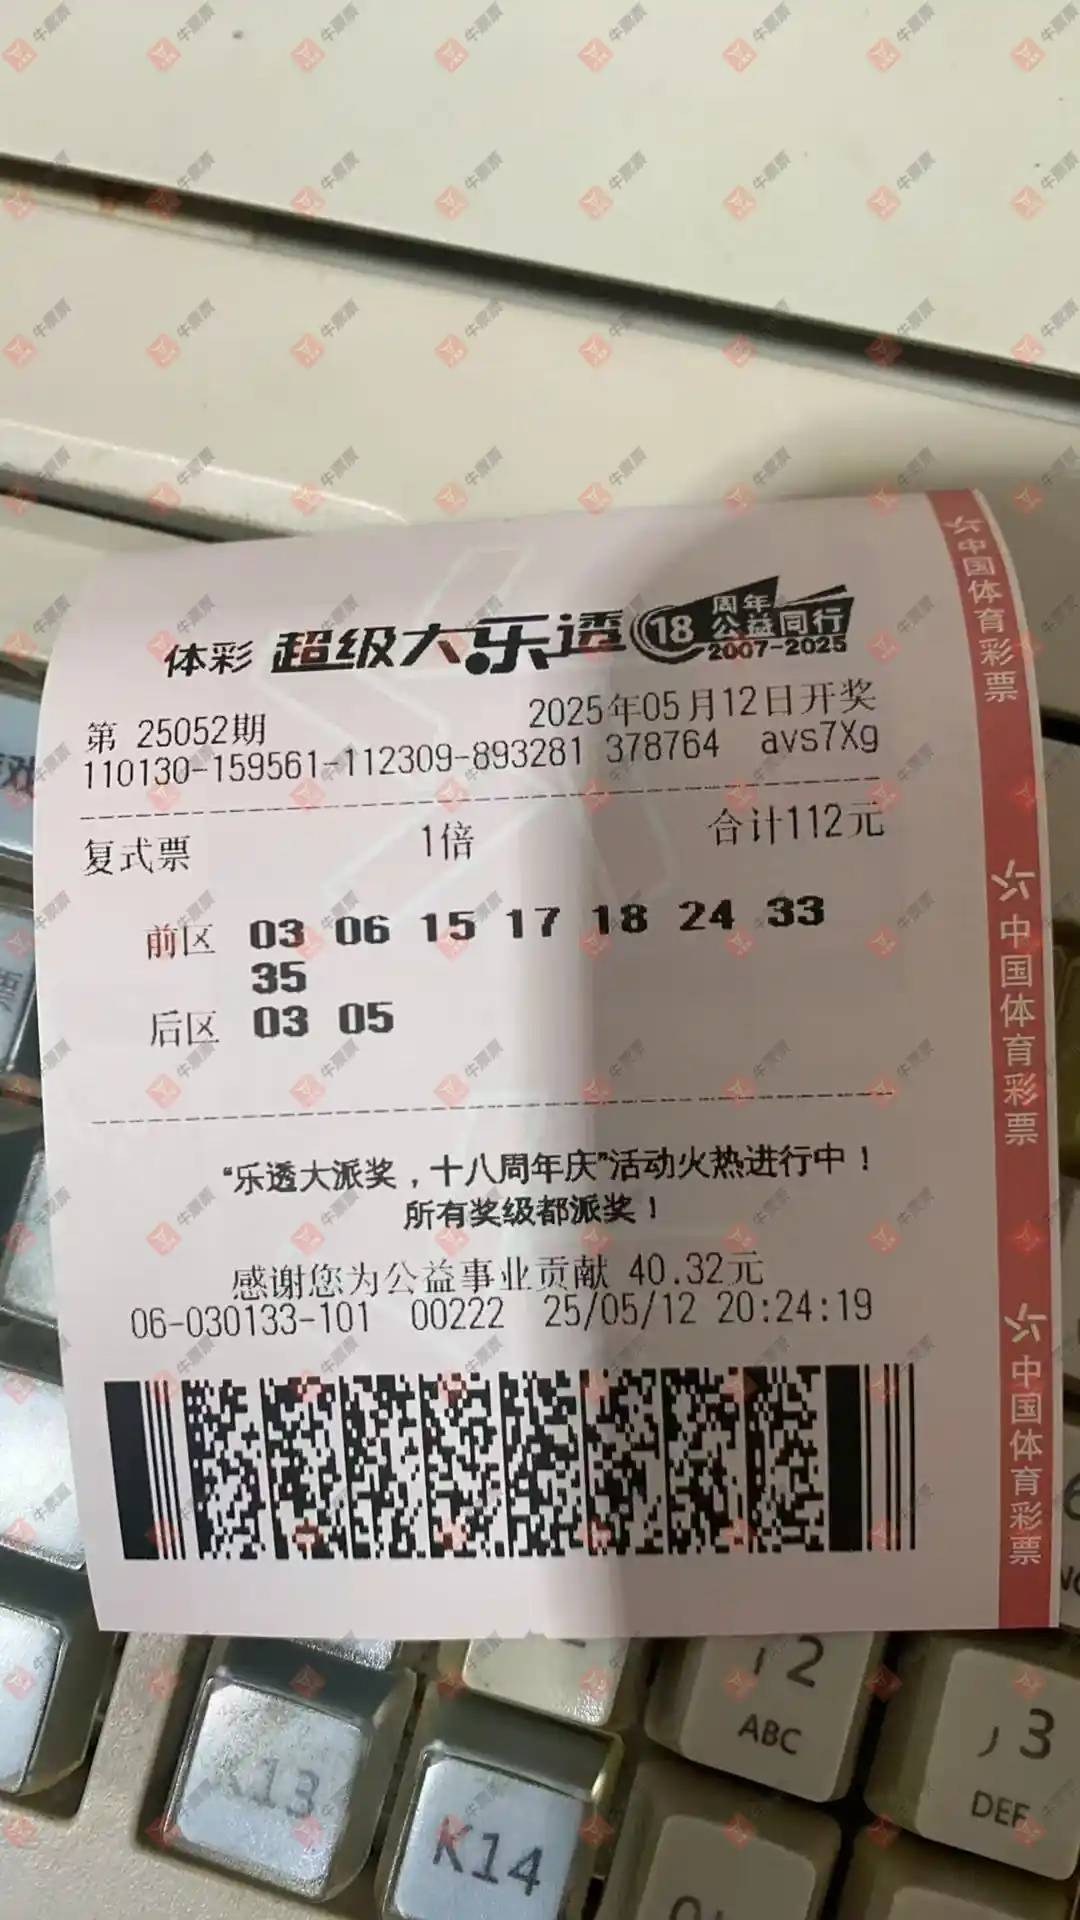 体彩 超级大乐透 18 周年 公益同行 2007-2025
第 25052期 2025年05月12日开奖
110130-159561-112309-893281 378764 avs7Xg
复式票 1倍 合计112元
前区 03 06 15 17 18 24 33
35
后区 03 05
“乐透大派奖，十八周年庆”活动火热进行中！
所有奖级都派奖！
感谢您为公益事业贡献 40.32元
06-030133-101 00222 25/05/12 20:24:19
中国体育彩票
中国体育彩票
中国体育彩票
2
ABC
3
DEF
K13
K14
牛票票